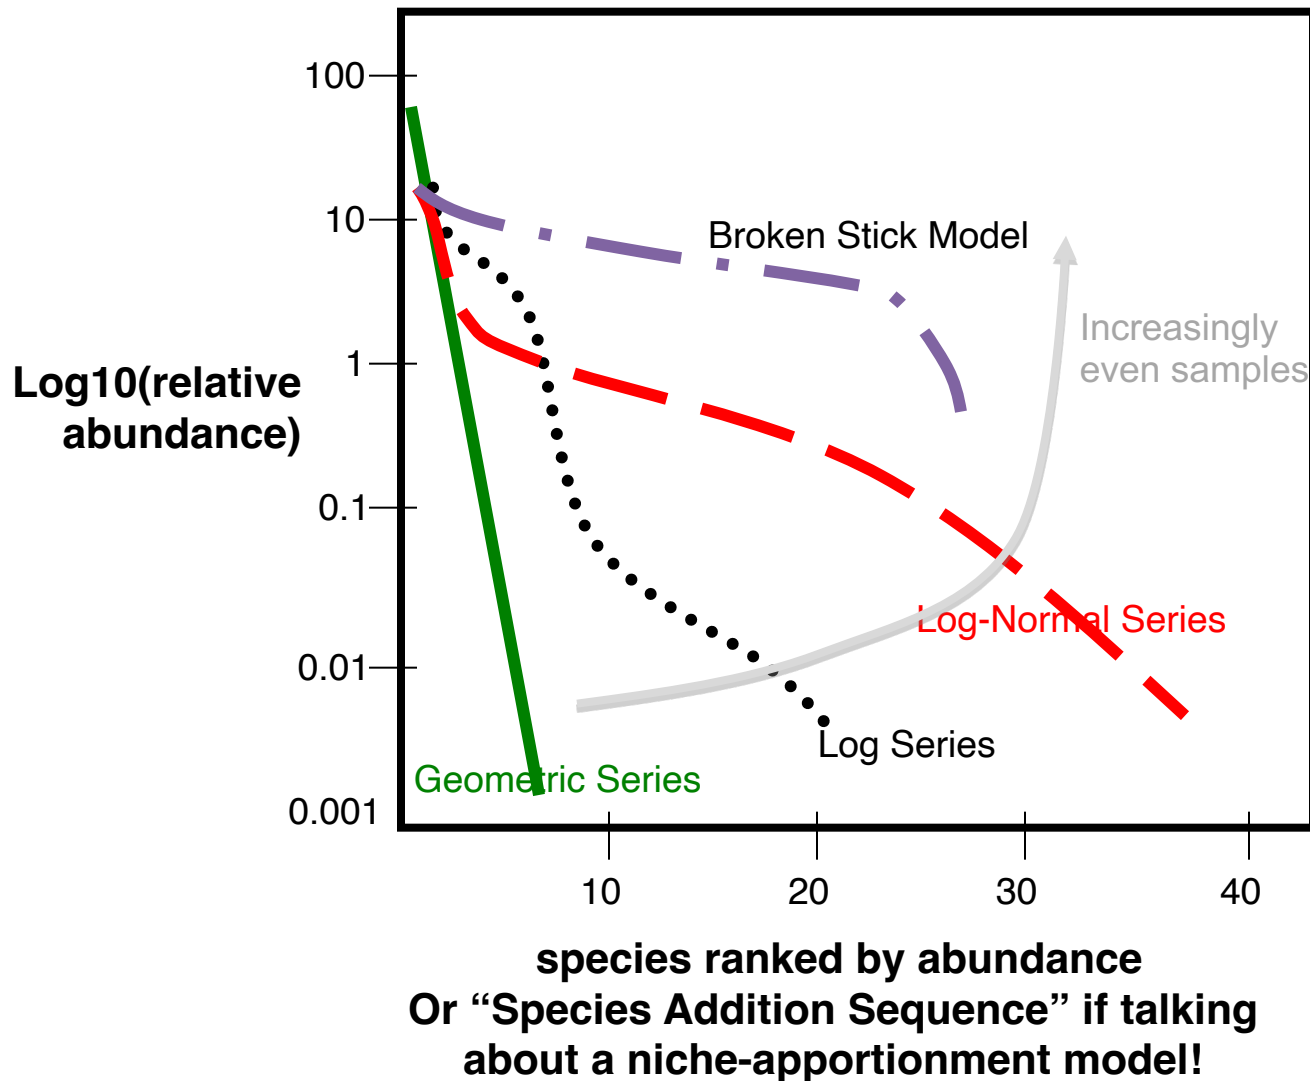 100
10
1
0.1
0.01
0.001
Log10(relative
abundance)
Broken Stick Model
Increasingly
even samples
Log-Normal Series
Log Series
Geometric Series
10
20
30
40
species ranked by abundance
Or “Species Addition Sequence” if talking
about a niche-apportionment model!